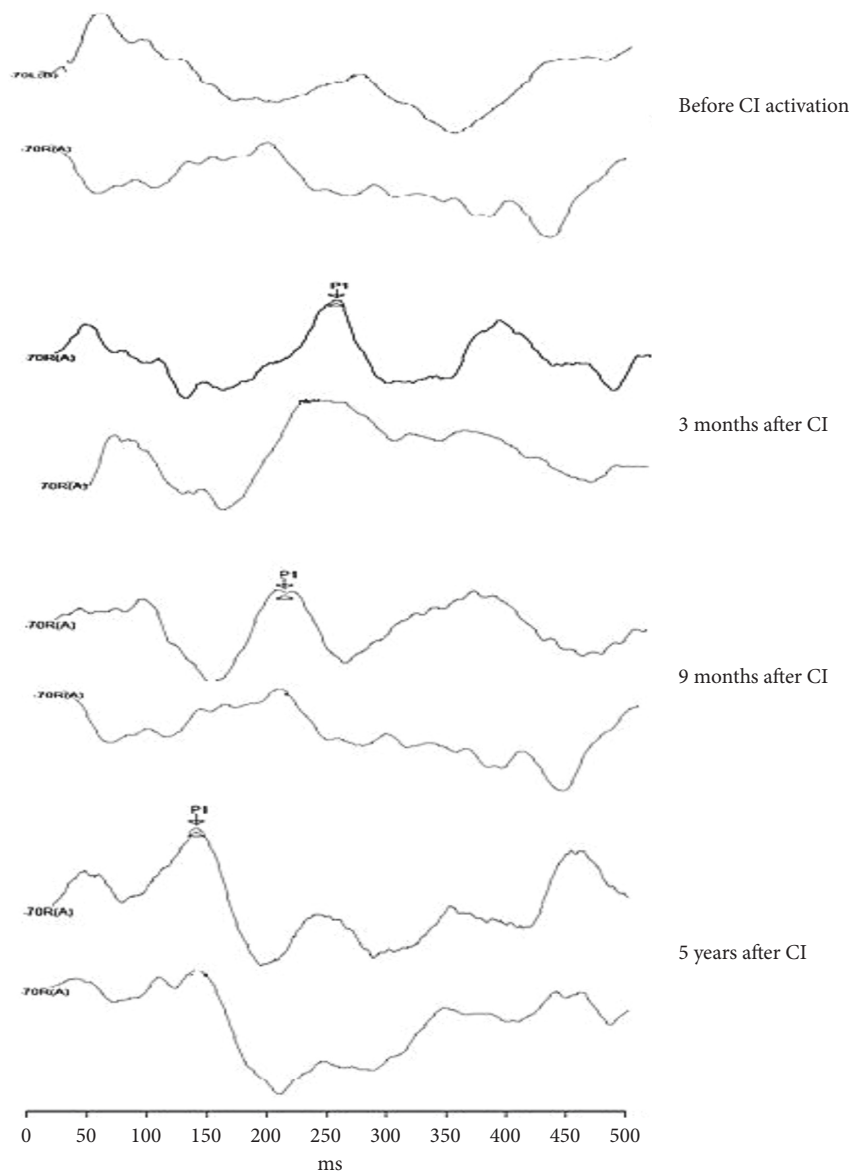 Before CI activation
-70R(A)
P1
-70R(A)
3 months after CI
70R(A)
P1
-70R(A)
9 months after CI
-70R(A)
P1
-70R(A)
5 years after CI
-70R(A)
0 50 100 150 200 250 300 350 400 450 500
ms